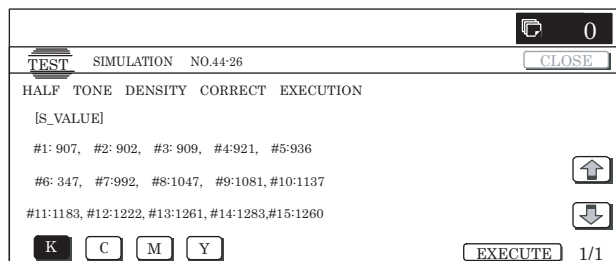 0
TEST SIMULATION NO.44-26 CLOSE
HALF TONE DENSITY CORRECT EXECUTION
[S_VALUE]
#1: 907, #2: 902, #3: 909, #4:921, #5:936
#6: 347, #7:992, #8:1047, #9:1081, #10:1137
#11:1183, #12:1222, #13:1261, #14:1283,#15:1260
K C M Y EXECUTE 1/1